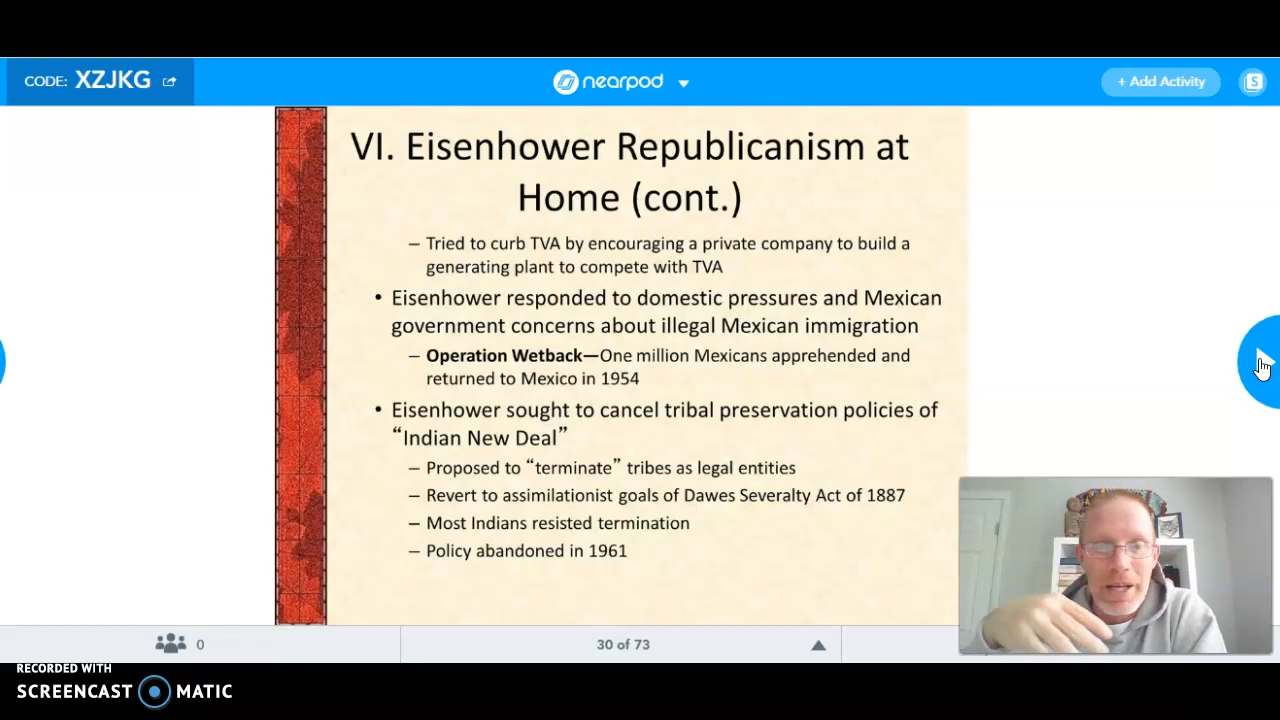 CODE: XZJKG
nearpod
+ Add Activity
S
VI. Eisenhower Republicanism at
Home (cont.)
– Tried to curb TVA by encouraging a private company to build a
generating plant to compete with TVA
• Eisenhower responded to domestic pressures and Mexican
government concerns about illegal Mexican immigration
– Operation Wetback—One million Mexicans apprehended and
returned to Mexico in 1954
• Eisenhower sought to cancel tribal preservation policies of
“Indian New Deal”
– Proposed to “terminate” tribes as legal entities
– Revert to assimilationist goals of Dawes Severalty Act of 1887
– Most Indians resisted termination
– Policy abandoned in 1961
0
30 of 73
RECORDED WITH
SCREENCAST MATIC